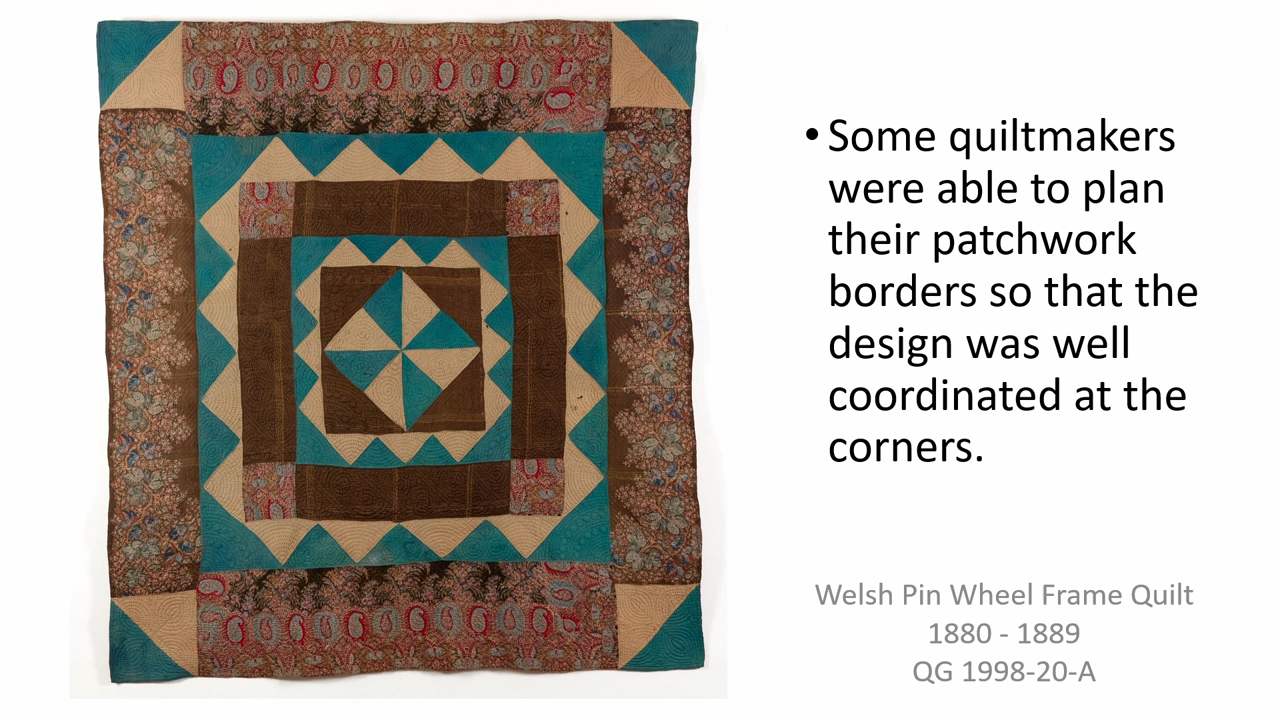 • Some quiltmakers
were able to plan
their patchwork
borders so that the
design was well
coordinated at the
corners.
Welsh Pin Wheel Frame Quilt
1880 - 1889
QG 1998-20-A